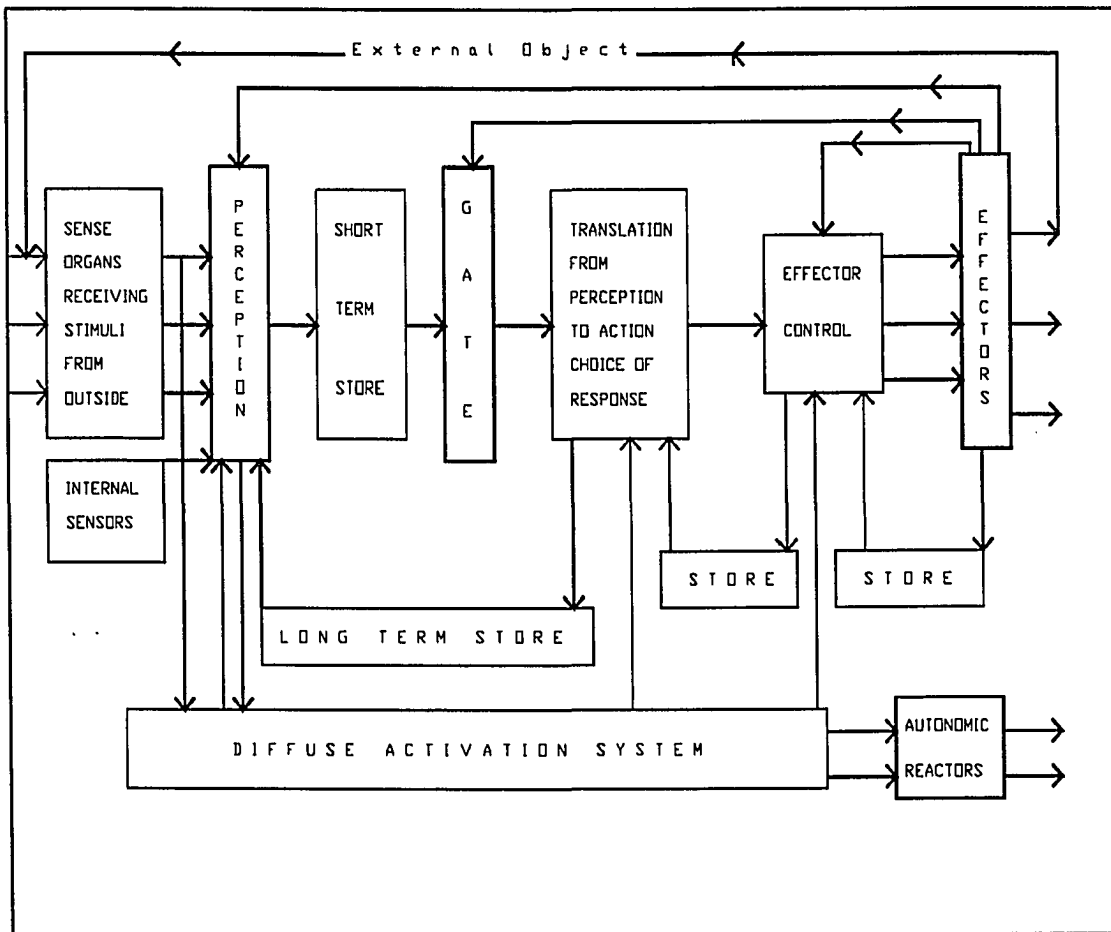 External Object
SENSE
ORGANS
RECEIVING
STIMULI
FROM
OUTSIDE
INTERNAL
SENSORS
PERCEPTION
SHORT
TERM
STORE
GATE
TRANSLATION
FROM
PERCEPTION
TO ACTION
CHOICE OF
RESPONSE
EFFECTOR
CONTROL
EFFECTORS
STORE
STORE
LONG TERM STORE
DIFFUSE ACTIVATION SYSTEM
AUTONOMIC
REACTORS